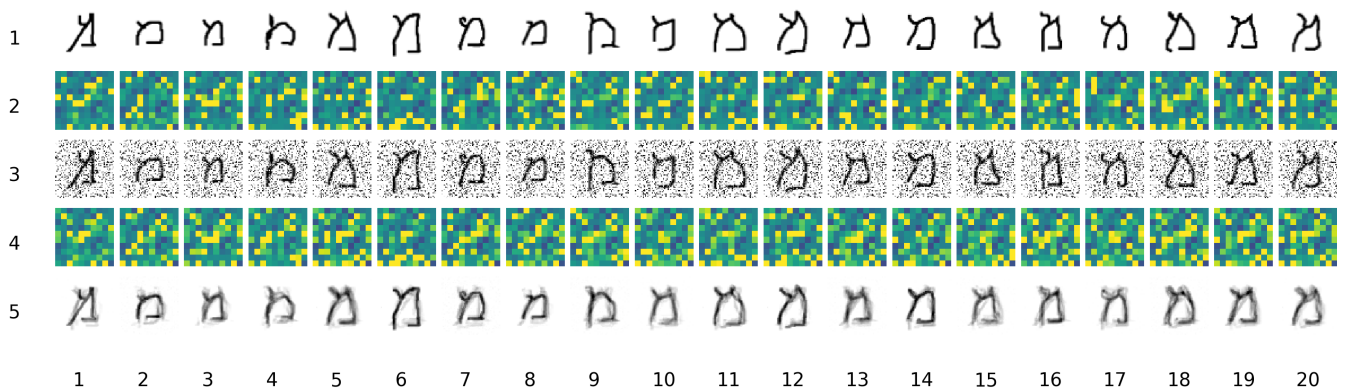 1 מ מ מ מ מ מ מ מ מ מ מ מ מ מ מ מ מ מ מ מ
2
3 מ מ מ מ מ מ מ מ מ מ מ מ מ מ מ מ מ מ מ מ
4
5 מ מ מ מ מ מ מ מ מ מ מ מ מ מ מ מ מ מ מ מ
1 2 3 4 5 6 7 8 9 10 11 12 13 14 15 16 17 18 19 20